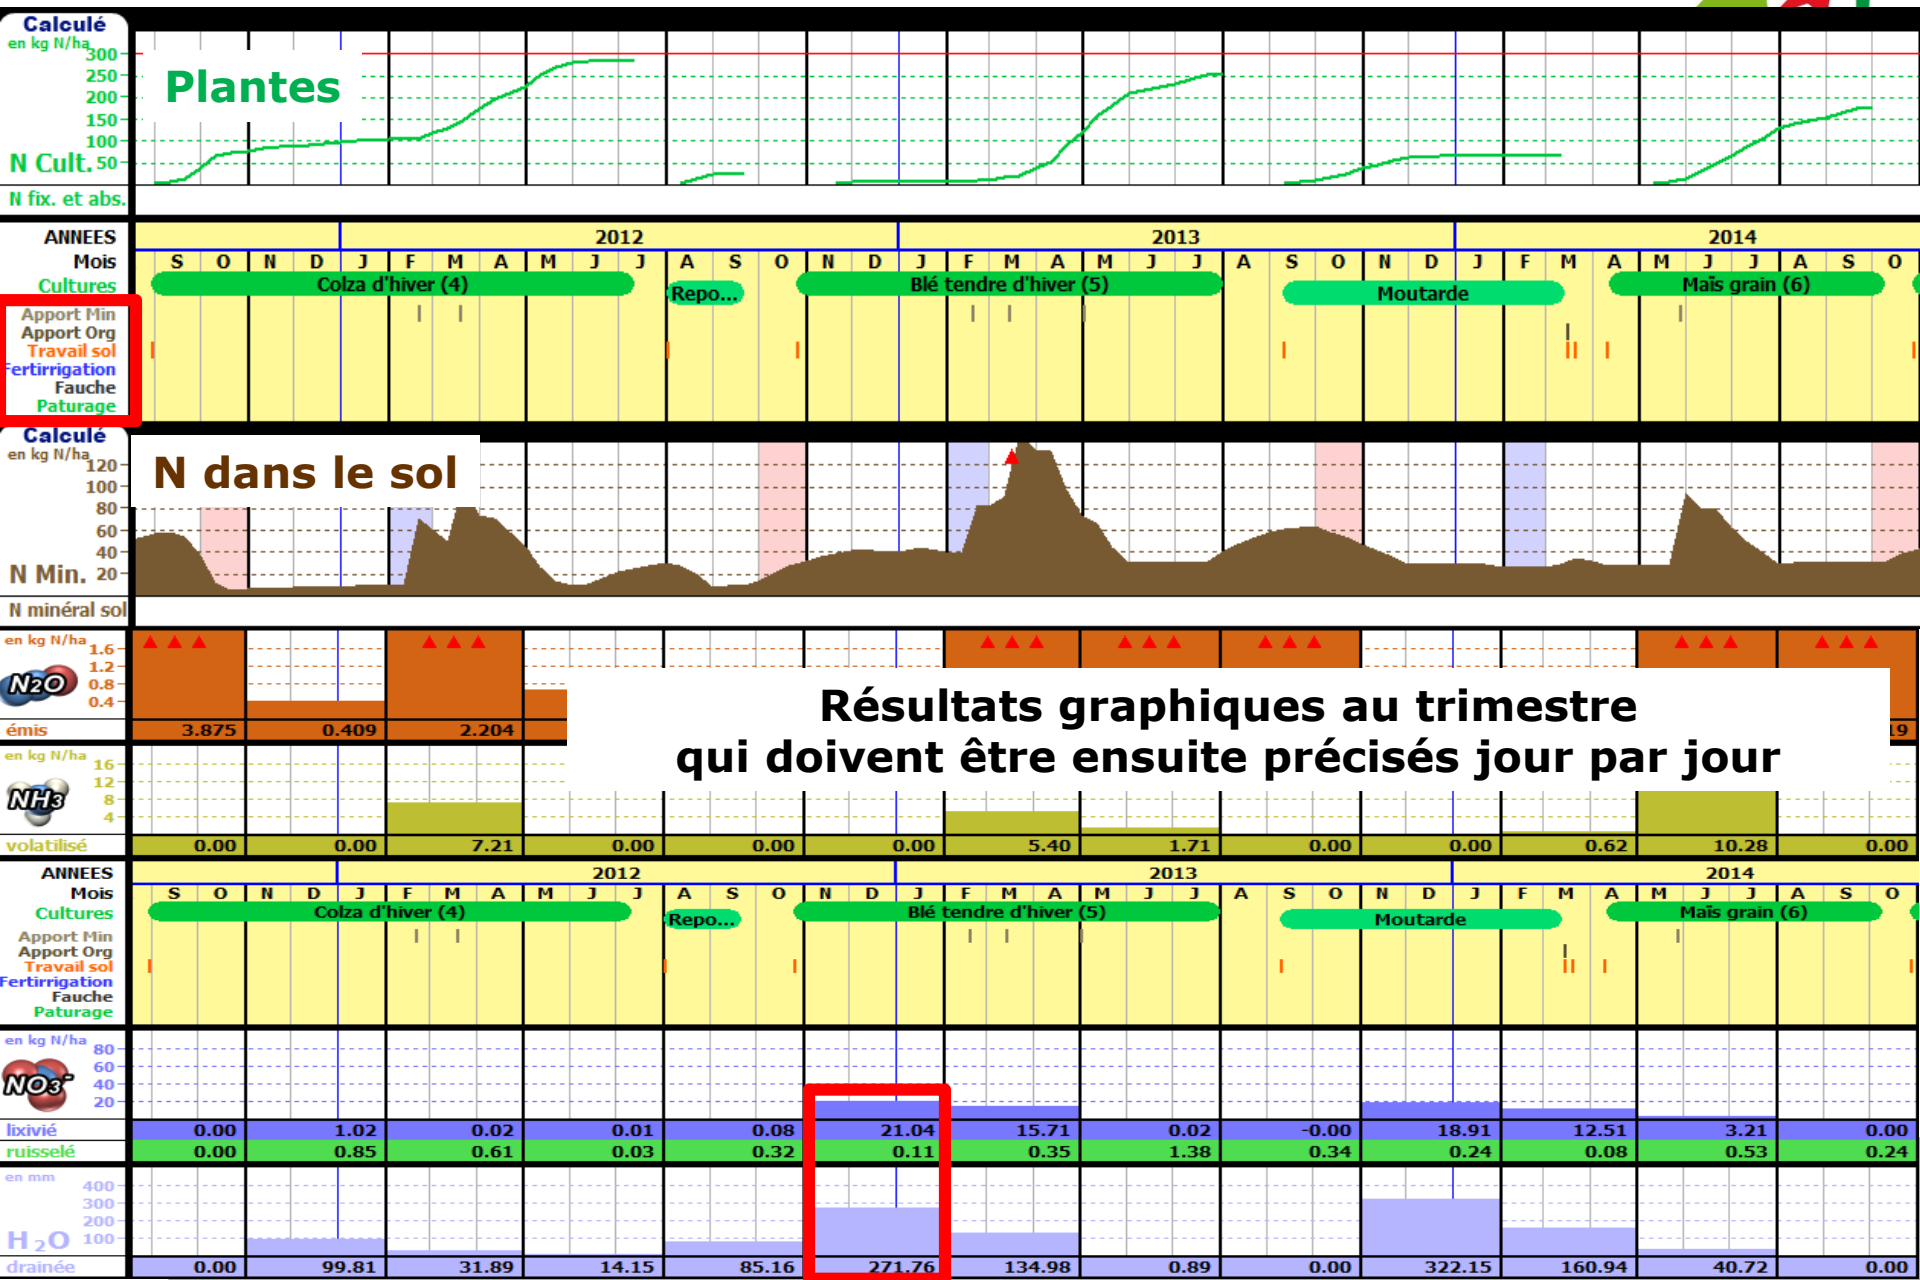 Calculé
en kg N/ha
300
250
200
150
100
50
Plantes
N Cult.
N fix. et abs.
ANNEES 2012 2013 2014
Mois S O N D J F M A M J J A S O N D J F M A M J J A S O N D J F M A M J J A S O
Cultures Colza d'hiver (4) Repo... Blé tendre d'hiver (5) Moutarde Maïs grain (6)
Apport Min
Apport Org
Travail sol
Fertirrigation
Fauche
Paturage
Calculé
en kg N/ha
120
100
80
60
40
20
N dans le sol
N Min.
N minéral sol
en kg N/ha
1.6
1.2
0.8
0.4
N2O
émis 3.875 0.409 2.204 19
Résultats graphiques au trimestre
qui doivent être ensuite précisés jour par jour
en kg N/ha
16
12
8
4
NH3
volatilisé 0.00 0.00 7.21 0.00 0.00 0.00 5.40 1.71 0.00 0.00 0.62 10.28 0.00
ANNEES 2012 2013 2014
Mois S O N D J F M A M J J A S O N D J F M A M J J A S O N D J F M A M J J A S O
Cultures Colza d'hiver (4) Repo... Blé tendre d'hiver (5) Moutarde Maïs grain (6)
Apport Min
Apport Org
Travail sol
Fertirrigation
Fauche
Paturage
en kg N/ha
80
60
40
20
NO3-
lixivié 0.00 1.02 0.02 0.01 0.08 21.04 15.71 0.02 -0.00 18.91 12.51 3.21 0.00
ruisselé 0.00 0.85 0.61 0.03 0.32 0.11 0.35 1.38 0.34 0.24 0.08 0.53 0.24
en mm
400
300
200
100
H2O
drainée 0.00 99.81 31.89 14.15 85.16 271.76 134.98 0.89 0.00 322.15 160.94 40.72 0.00